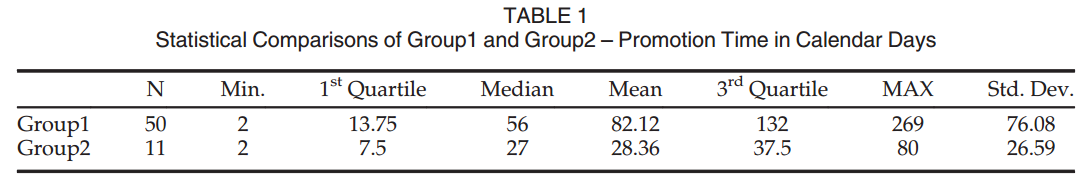 TABLE 1
Statistical Comparisons of Group1 and Group2 – Promotion Time in Calendar Days
N Min. 1st Quartile Median Mean 3rd Quartile MAX Std. Dev.
Group1 50 2 13.75 56 82.12 132 269 76.08
Group2 11 2 7.5 27 28.36 37.5 80 26.59